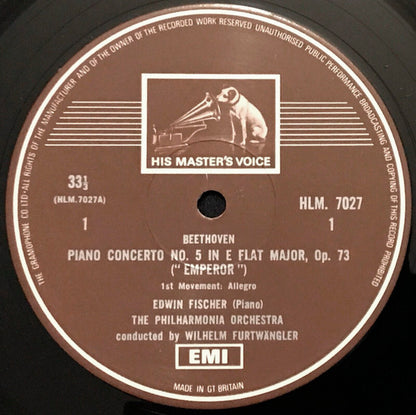 THE GRAMOPHONE CO LTD·ALL RIGHTS OF THE MANUFACTURER AND OF THE OWNER OF THE RECORDED WORK RESERVED UNAUTHORISED PUBLIC PERFORMANCE BROADCASTING AND COPYING OF THIS RECORD PROHIBITED
HIS MASTER'S VOICE
33⅓
(HLM.7027A)
HLM. 7027
1
1
BEETHOVEN
PIANO CONCERTO NO. 5 IN E FLAT MAJOR, Op. 73
("EMPEROR")
1st Movement: Allegro
EDWIN FISCHER (Piano)
THE PHILHARMONIA ORCHESTRA
conducted by WILHELM FURTWÄNGLER
EMI
MADE IN GT BRITAIN